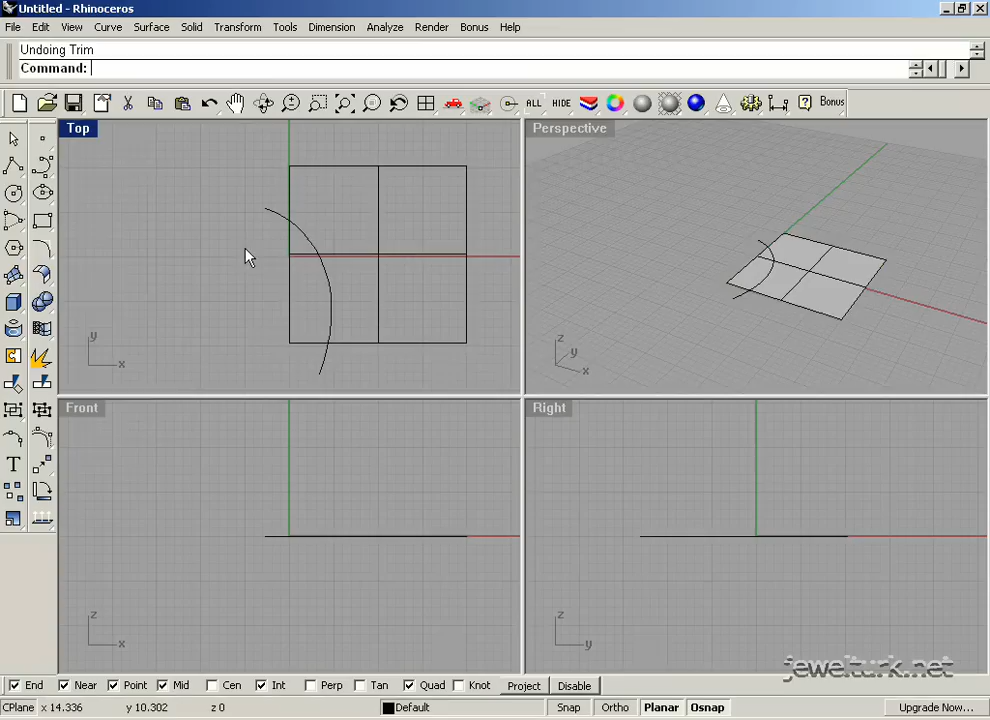 Untitled - Rhinoceros
File Edit View Curve Surface Solid Transform Tools Dimension Analyze Render Bonus Help
Undoing Trim
Command:
ALL HIDE Bonus
Top
Perspective
y
x
z
y
x
T
Front
Right
z
x
z
y
jewelturk.net
End Near Point Mid Cen Int Perp Tan Quad Knot Project Disable
CPlane x 14.336 y 10.302 z 0 Default Snap Ortho Planar Osnap Upgrade Now...